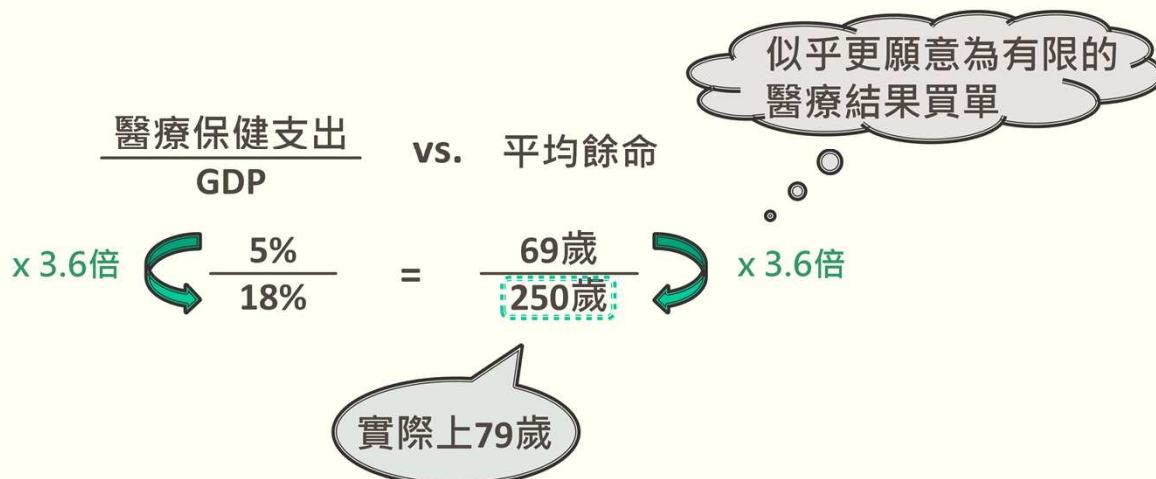 似乎更願意為有限的
醫療結果買單
醫療保健支出
GDP
vs.
平均餘命
x 3.6倍
5%
18%
=
69歲
250歲
x 3.6倍
實際上79歲